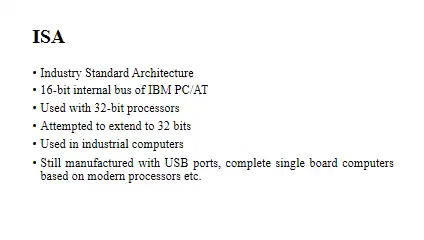 ISA
• Industry Standard Architecture
• 16-bit internal bus of IBM PC/AT
• Used with 32-bit processors
• Attempted to extend to 32 bits
• Used in industrial computers
• Still manufactured with USB ports, complete single board computers
based on modern processors etc.